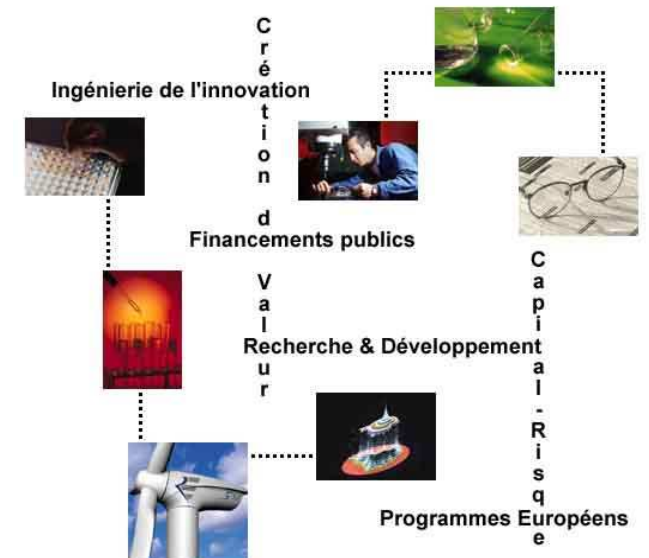 Création de Valeur
Ingénierie de l'innovation
Financements publics
Capital-Risque
Recherche & Développement
Programmes Européens